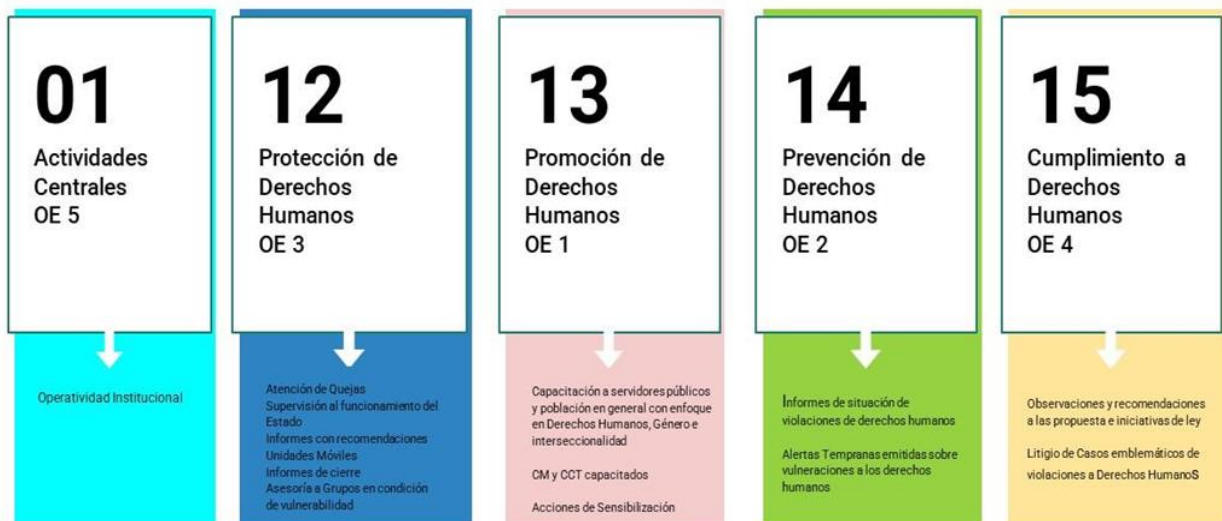 01
Actividades
Centrales
OE 5
Operatividad Institucional
12
Protección de
Derechos
Humanos
OE 3
Atención de Quejas
Supervisión al funcionamiento del
Estado
Informes con recomendaciones
Unidades Móviles
Informes de cierre
Asesoría a Grupos en condición
de vulnerabilidad
13
Promoción de
Derechos
Humanos
OE 1
Capacitación a servidores públicos
y población en general con enfoque
en Derechos Humanos, Género e
interseccionalidad
CM y CCT capacitados
Acciones de Sensibilización
14
Prevención de
Derechos
Humanos
OE 2
Informes de situación de
violaciones de derechos humanos
Alertas Tempranas emitidas sobre
vulneraciones a los derechos
humanos
15
Cumplimiento a
Derechos
Humanos
OE 4
Observaciones y recomendaciones
a las propuesta e iniciativas de ley
Litigio de Casos emblemáticos de
violaciones a Derechos Humanos